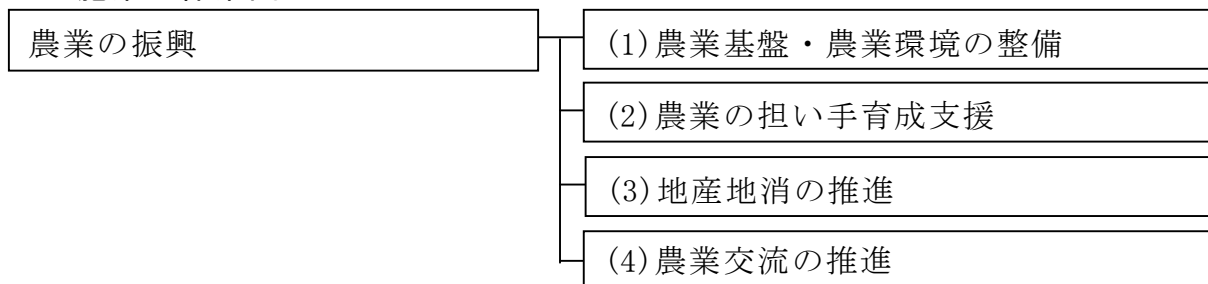 農業の振興
(1)農業基盤・農業環境の整備
(2)農業の担い手育成支援
(3)地産地消の推進
(4)農業交流の推進